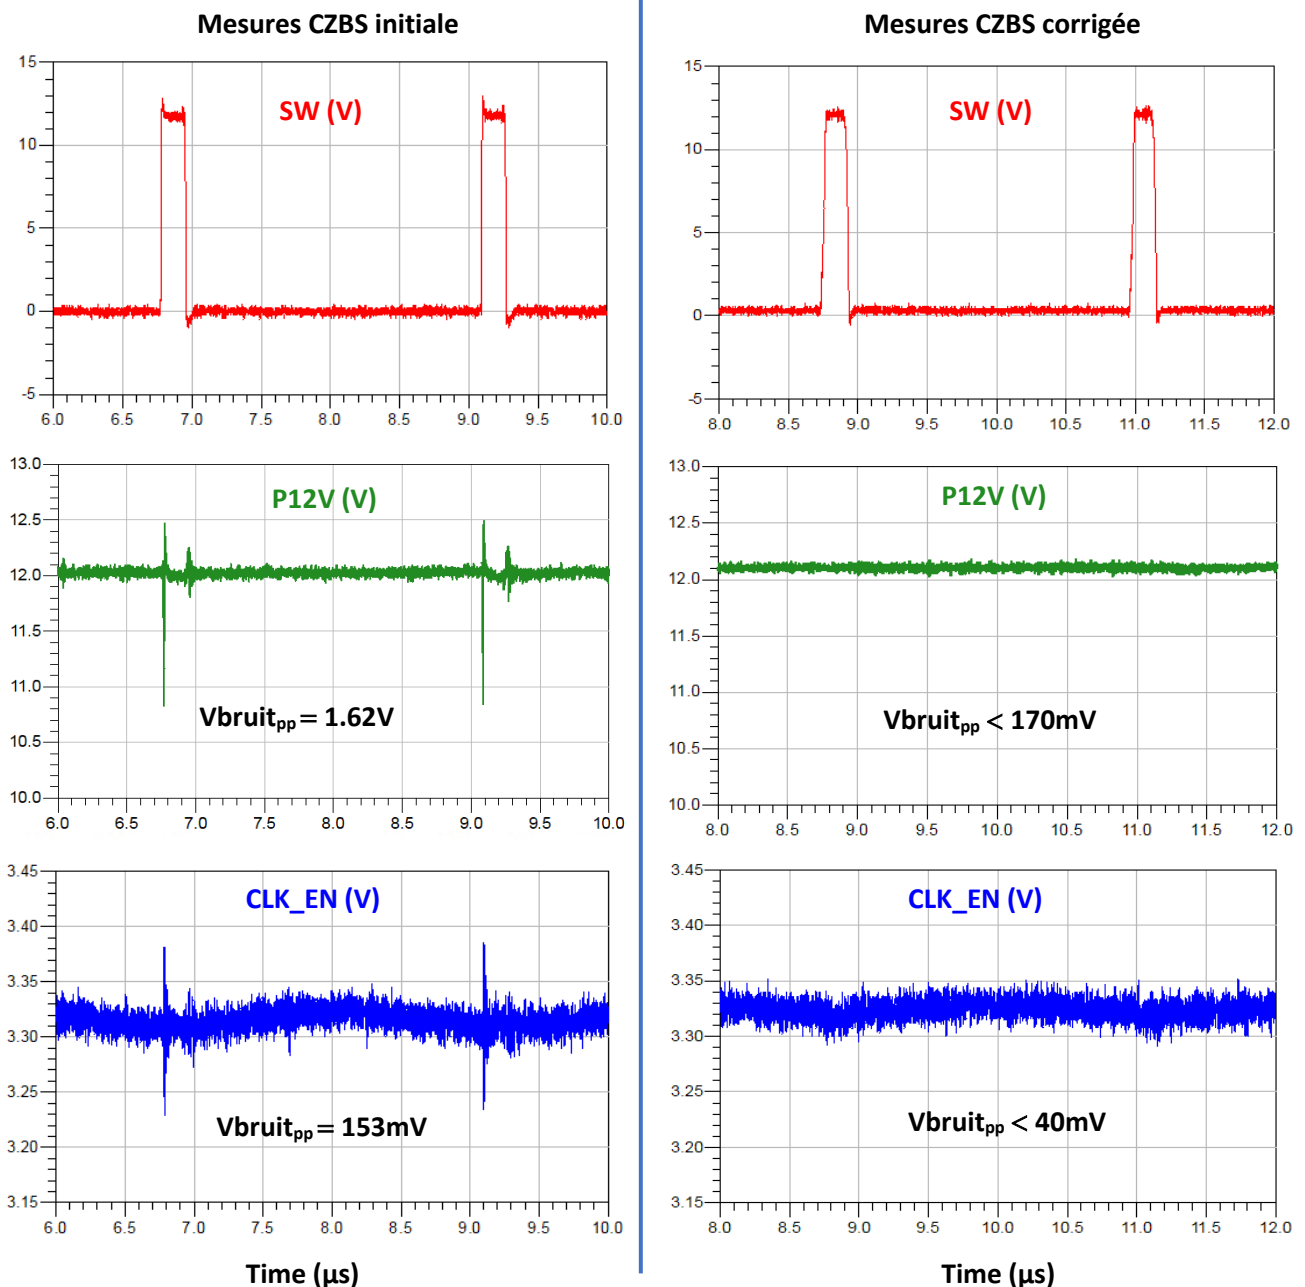 Mesures CZBS initiale
15
10
5
0
-5
SW (V)
6.0 6.5 7.0 7.5 8.0 8.5 9.0 9.5 10.0
13.0
12.5
12.0
11.5
11.0
10.5
10.0
P12V (V)
Vbruitpp = 1.62V
6.0 6.5 7.0 7.5 8.0 8.5 9.0 9.5 10.0
3.45
3.40
3.35
3.30
3.25
3.20
3.15
CLK_EN (V)
Vbruitpp = 153mV
6.0 6.5 7.0 7.5 8.0 8.5 9.0 9.5 10.0
Time (µs)
Mesures CZBS corrigée
15
10
5
0
-5
SW (V)
8.0 8.5 9.0 9.5 10.0 10.5 11.0 11.5 12.0
13.0
12.5
12.0
11.5
11.0
10.5
10.0
P12V (V)
Vbruitpp < 170mV
8.0 8.5 9.0 9.5 10.0 10.5 11.0 11.5 12.0
3.45
3.40
3.35
3.30
3.25
3.20
3.15
CLK_EN (V)
Vbruitpp < 40mV
8.0 8.5 9.0 9.5 10.0 10.5 11.0 11.5 12.0
Time (µs)